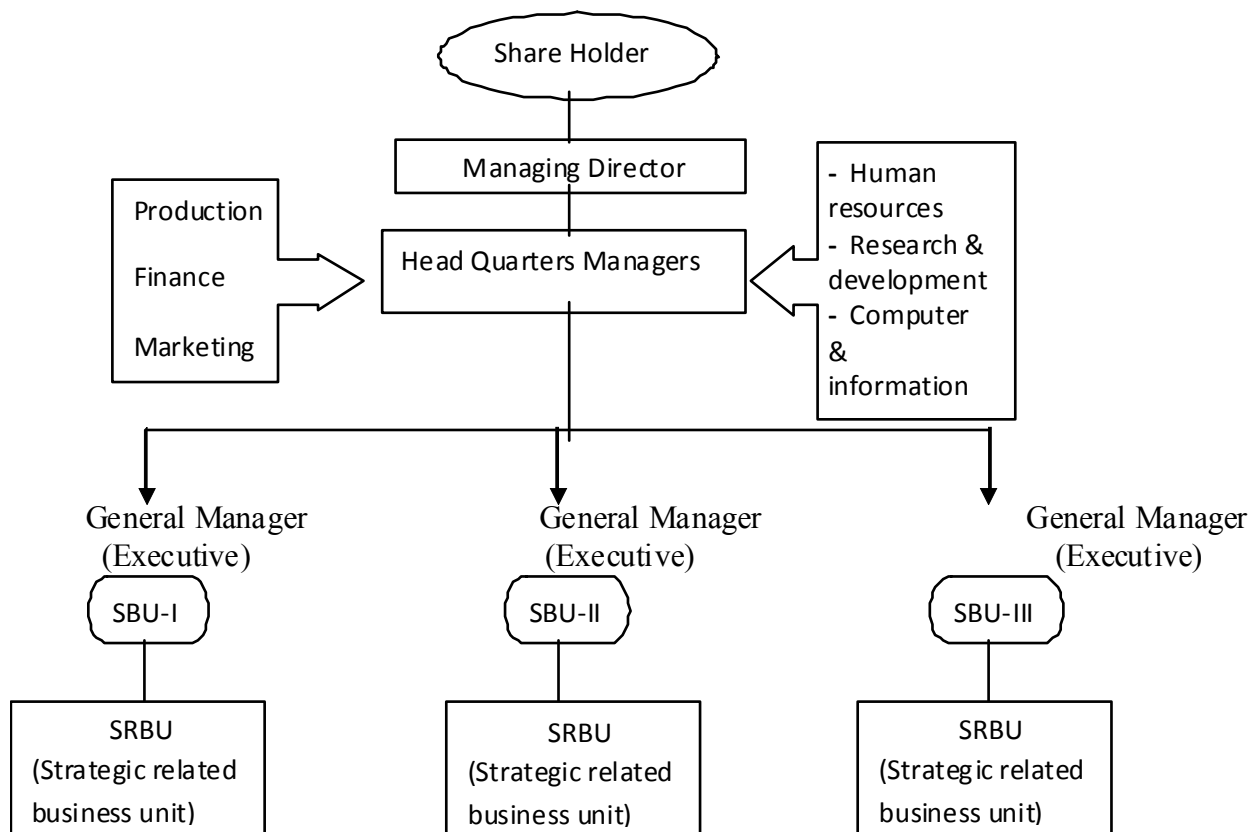 Share Holder
Managing Director
Production
Finance
Marketing
Head Quarters Managers
- Human
resources
- Research &
development
- Computer
&
information
General Manager
(Executive)
General Manager
(Executive)
General Manager
(Executive)
SBU-I
SBU-II
SBU-III
SRBU
(Strategic related
business unit)
SRBU
(Strategic related
business unit)
SRBU
(Strategic related
business unit)